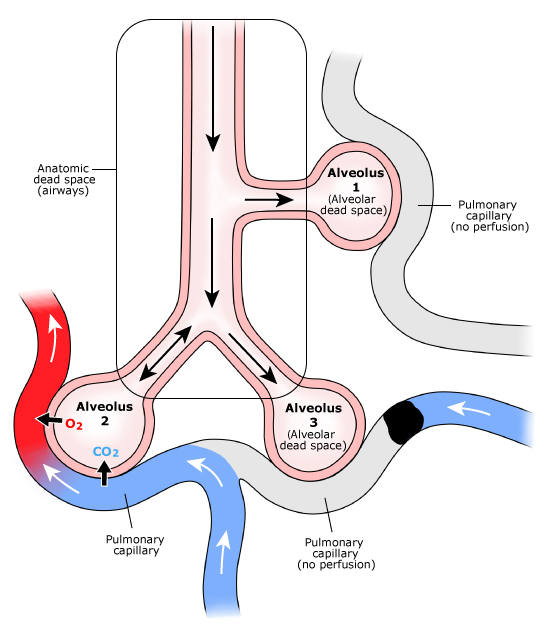 Anatomic
dead space
(airways)
Alveolus
1
(Alveolar
dead space)
Pulmonary
capillary
(no perfusion)
Alveolus
2
O2
CO2
Alveolus
3
(Alveolar
dead space)
Pulmonary
capillary
Pulmonary
capillary
(no perfusion)